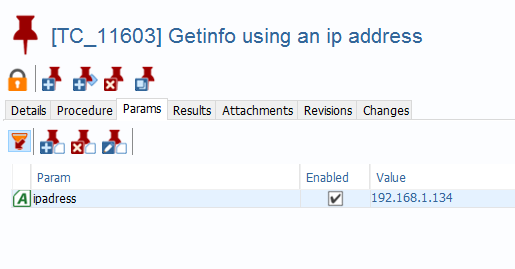 [TC_11603] Getinfo using an ip address
Details Procedure Params Results Attachments Revisions Changes
Param Enabled Value
A ipadress 192.168.1.134